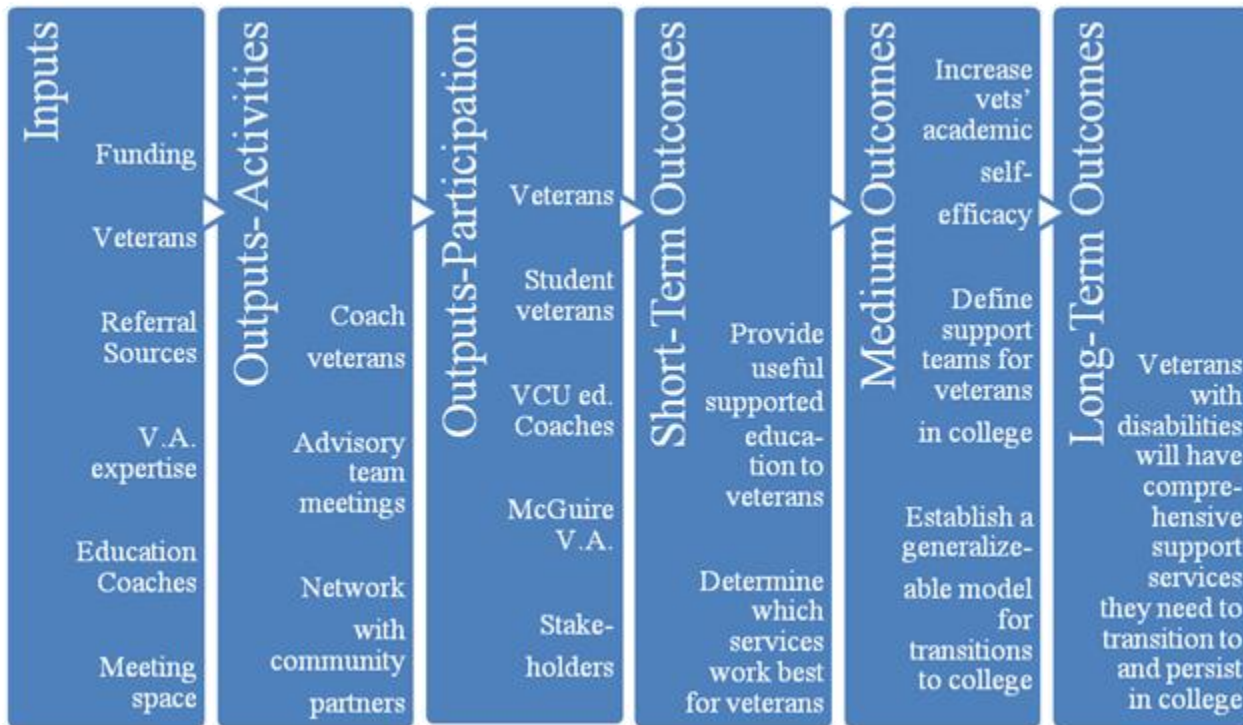 Inputs
Funding
Veterans
Referral
Sources
V.A.
expertise
Education
Coaches
Meeting
space
Outputs-Activities
Coach
veterans
Advisory
team
meetings
Network
with
community
partners
Outputs-Participation
Veterans
Student
veterans
VCU ed.
Coaches
McGuire
V.A.
Stake-
holders
Short-Term Outcomes
Provide
useful
supported
educa-
tion to
veterans
Determine
which
services
work best
for veterans
Medium Outcomes
Increase
vets’
academic
self-
efficacy
Define
support
teams for
veterans
in college
Establish a
generalize-
able model
for
transitions
to college
Long-Term Outcomes
Veterans
with
disabilities
will have
compre-
hensive
support
services
they need to
transition to
and persist
in college